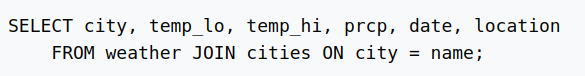 SELECT city, temp_lo, temp_hi, prcp, date, location
    FROM weather JOIN cities ON city = name;